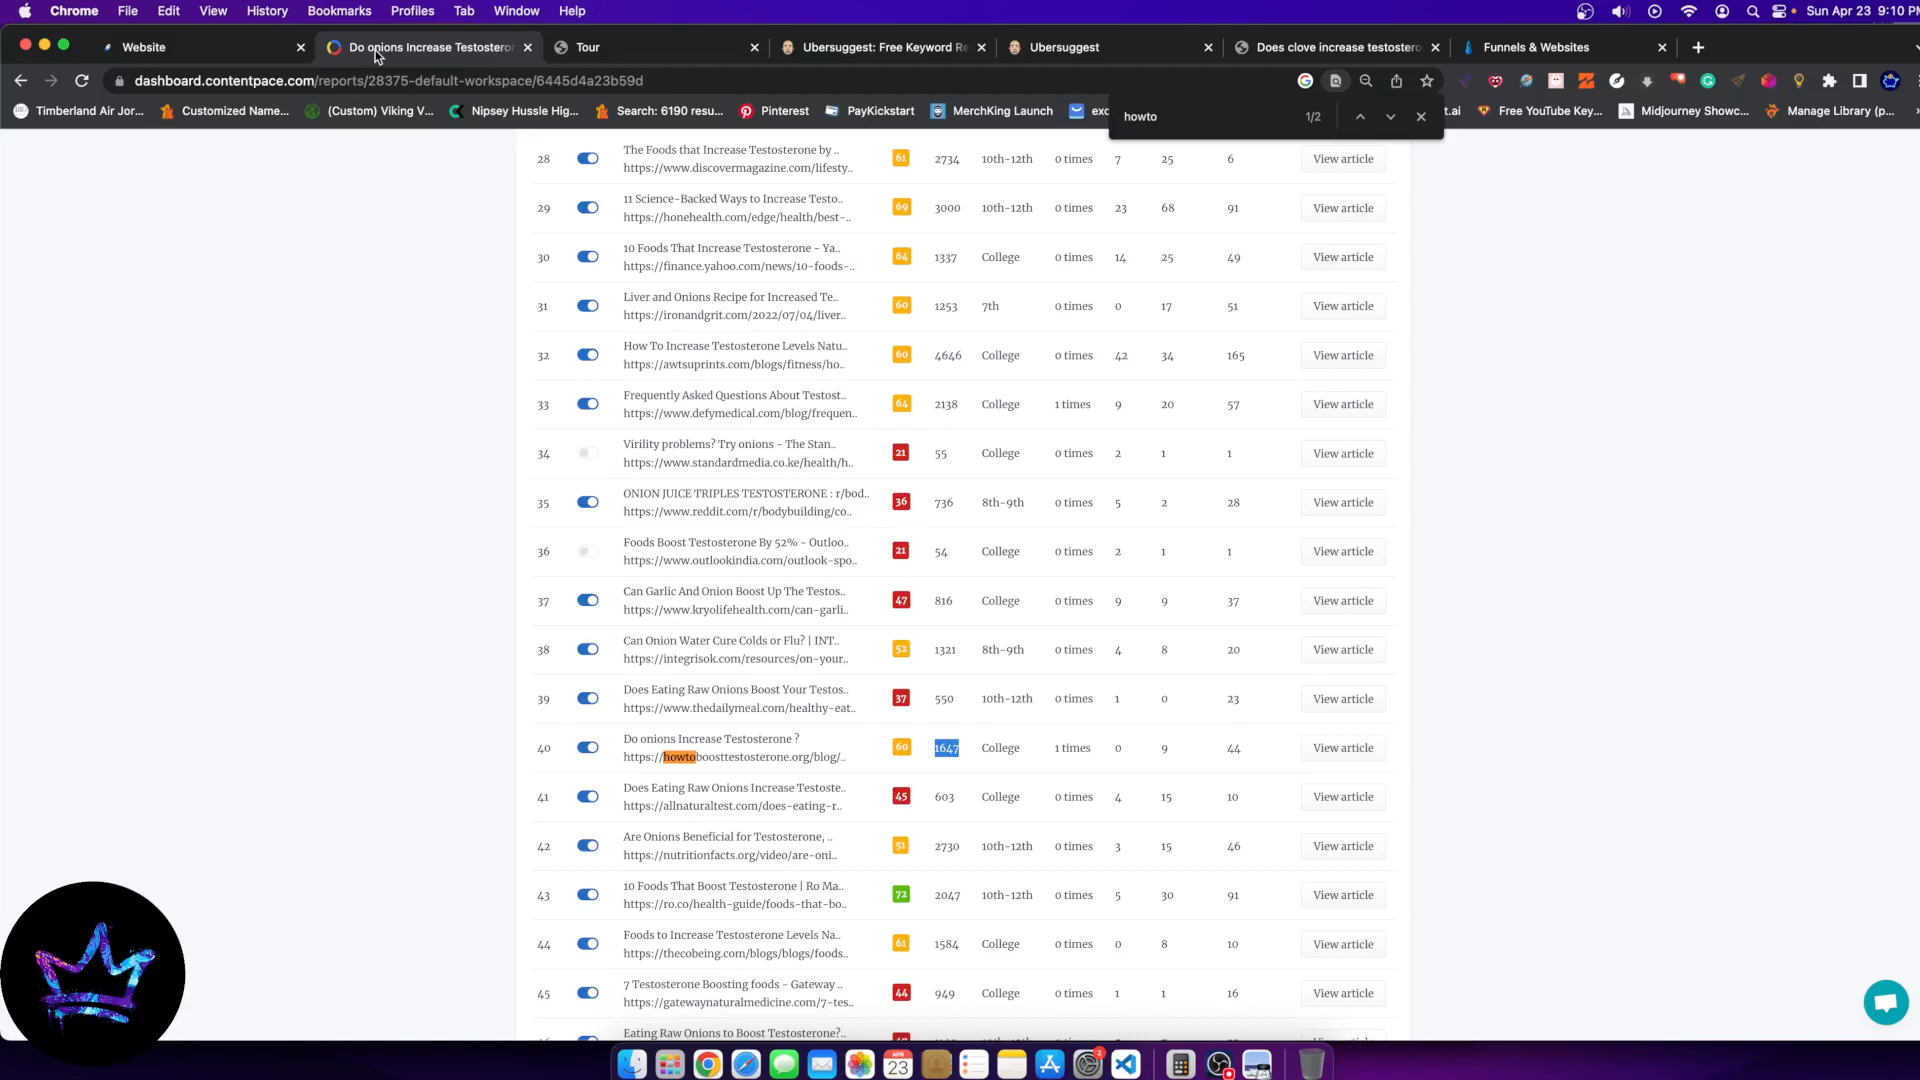 Chrome File Edit View History Bookmarks Profiles Tab Window Help Sun Apr 23 9:10 PM
Website Do onions Increase Testosteror Tour Ubersuggest: Free Keyword Re Ubersuggest Does clove increase testostero Funnels & Websites
dashboard.contentpace.com/reports/28375-default-workspace/6445d4a23b59d
Timberland Air Jor... Customized Name... (Custom) Viking V... Nipsey Hussle Hig... Search: 6190 resu... Pinterest PayKickstart MerchKing Launch exc t.ai Free YouTube Key... Midjourney Showc... Manage Library (p...
howto 1/2
28 The Foods that Increase Testosterone by .. 61 2734 10th-12th 0 times 7 25 6 View article
https://www.discovermagazine.com/lifesty..
29 11 Science-Backed Ways to Increase Testo.. 69 3000 10th-12th 0 times 23 68 91 View article
https://honehealth.com/edge/health/best-..
30 10 Foods That Increase Testosterone - Ya.. 64 1337 College 0 times 14 25 49 View article
https://finance.yahoo.com/news/10-foods-..
31 Liver and Onions Recipe for Increased Te.. 60 1253 7th 0 times 0 17 51 View article
https://ironandgrit.com/2022/07/04/liver..
32 How To Increase Testosterone Levels Natu.. 60 4646 College 0 times 42 34 165 View article
https://awtsuprints.com/blogs/fitness/ho..
33 Frequently Asked Questions About Testost.. 64 2138 College 1 times 9 20 57 View article
https://www.defymedical.com/blog/frequen..
34 Virility problems? Try onions - The Stan.. 21 55 College 0 times 2 1 1 View article
https://www.standardmedia.co.ke/health/h..
35 ONION JUICE TRIPLES TESTOSTERONE : r/bod.. 36 736 8th-9th 0 times 5 2 28 View article
https://www.reddit.com/r/bodybuilding/co..
36 Foods Boost Testosterone By 52% - Outloo.. 21 54 College 0 times 2 1 1 View article
https://www.outlookindia.com/outlook-spo..
37 Can Garlic And Onion Boost Up The Testos.. 47 816 College 0 times 9 9 37 View article
https://www.kryolifehealth.com/can-garli..
38 Can Onion Water Cure Colds or Flu? | INT.. 52 1321 8th-9th 0 times 4 8 20 View article
https://integrisok.com/resources/on-your..
39 Does Eating Raw Onions Boost Your Testos.. 37 550 10th-12th 0 times 1 0 23 View article
https://www.thedailymeal.com/healthy-eat..
40 Do onions Increase Testosterone ? 60 1647 College 1 times 0 9 44 View article
https://howtoboosttestosterone.org/blog/..
41 Does Eating Raw Onions Increase Testoste.. 45 603 College 0 times 4 15 10 View article
https://allnaturaltest.com/does-eating-r..
42 Are Onions Beneficial for Testosterone, .. 51 2730 10th-12th 0 times 3 15 46 View article
https://nutritionfacts.org/video/are-oni..
43 10 Foods That Boost Testosterone | Ro Ma.. 72 2047 10th-12th 0 times 5 30 91 View article
https://ro.co/health-guide/foods-that-bo..
44 Foods to Increase Testosterone Levels Na.. 61 1584 College 0 times 0 8 10 View article
https://thecobeing.com/blogs/blogs/foods..
45 7 Testosterone Boosting foods - Gateway .. 44 949 College 0 times 1 1 16 View article
https://gatewaynaturalmedicine.com/7-tes..
Eating Raw Onions to Boost Testosterone?..
APR 23 2